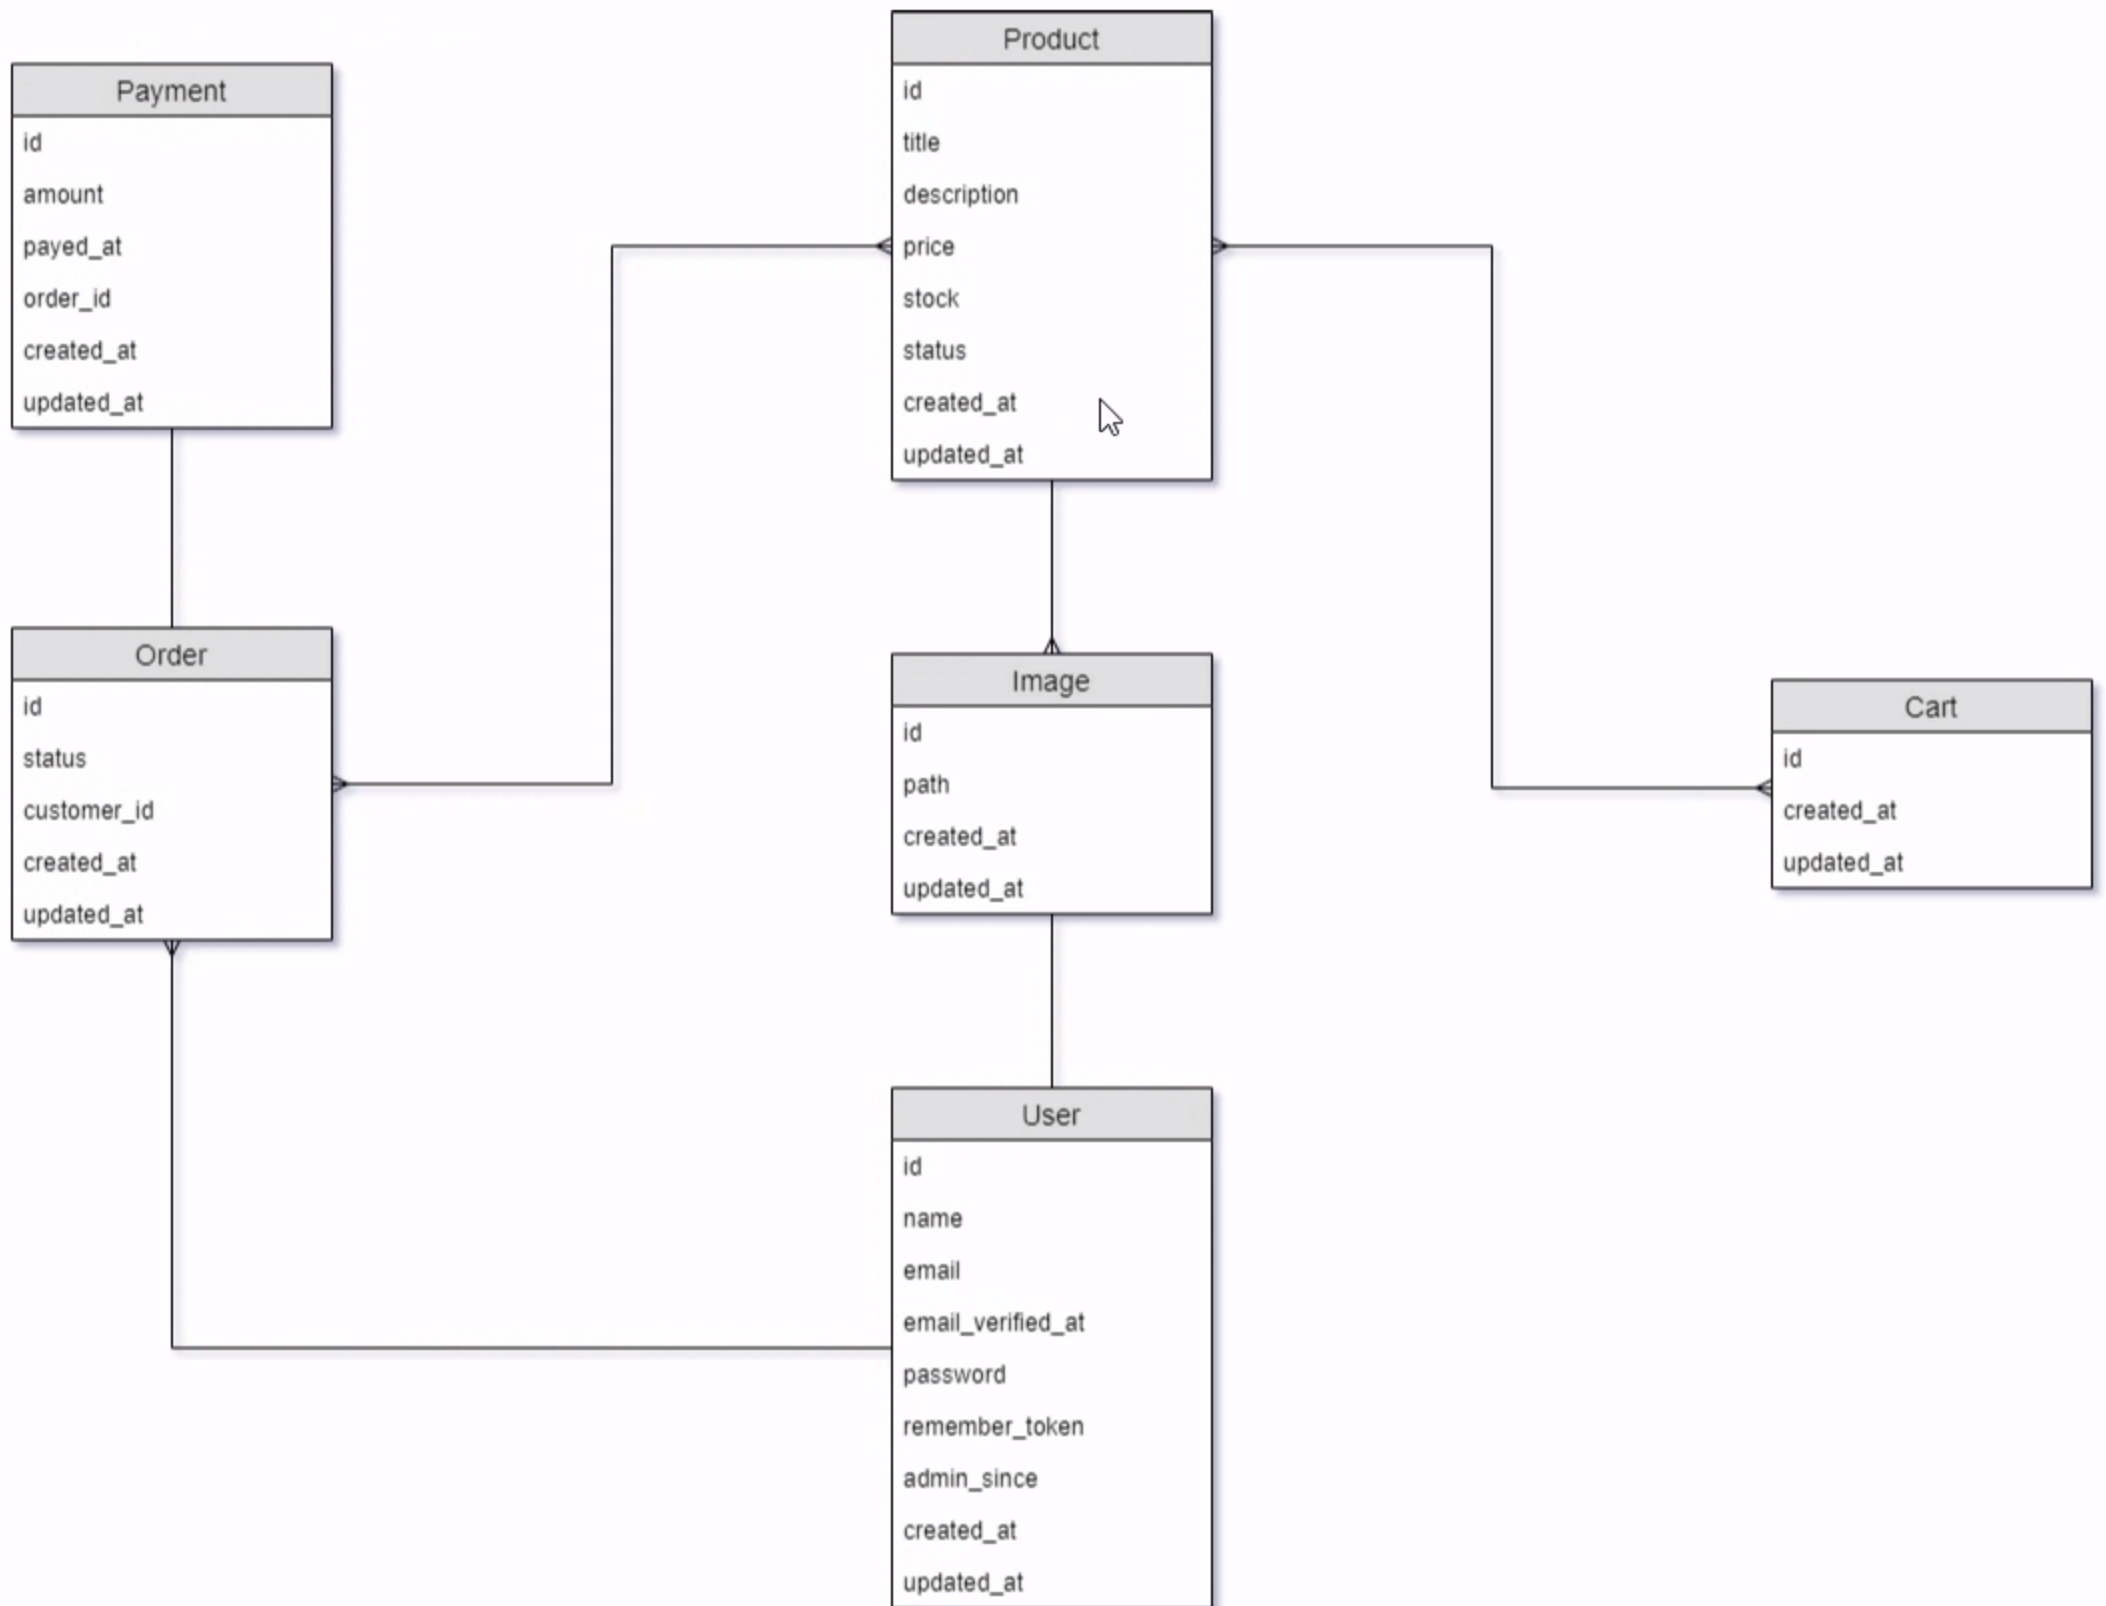 Payment
id
amount
payed_at
order_id
created_at
updated_at
Order
id
status
customer_id
created_at
updated_at
Product
id
title
description
price
stock
status
created_at
updated_at
Image
id
path
created_at
updated_at
User
id
name
email
email_verified_at
password
remember_token
admin_since
created_at
updated_at
Cart
id
created_at
updated_at